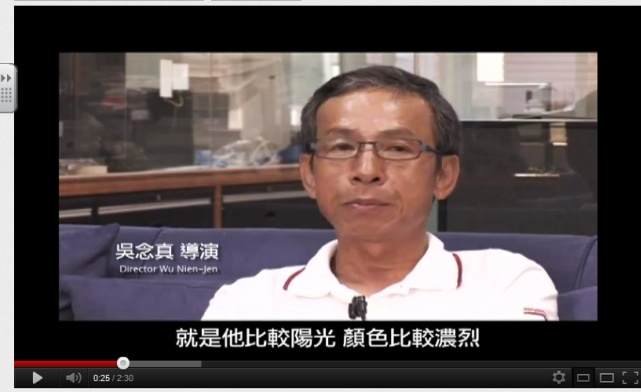 吳念真 導演
Director Wu Nien-Jen
就是他比較陽光 顏色比較濃烈
0:25 / 2:30